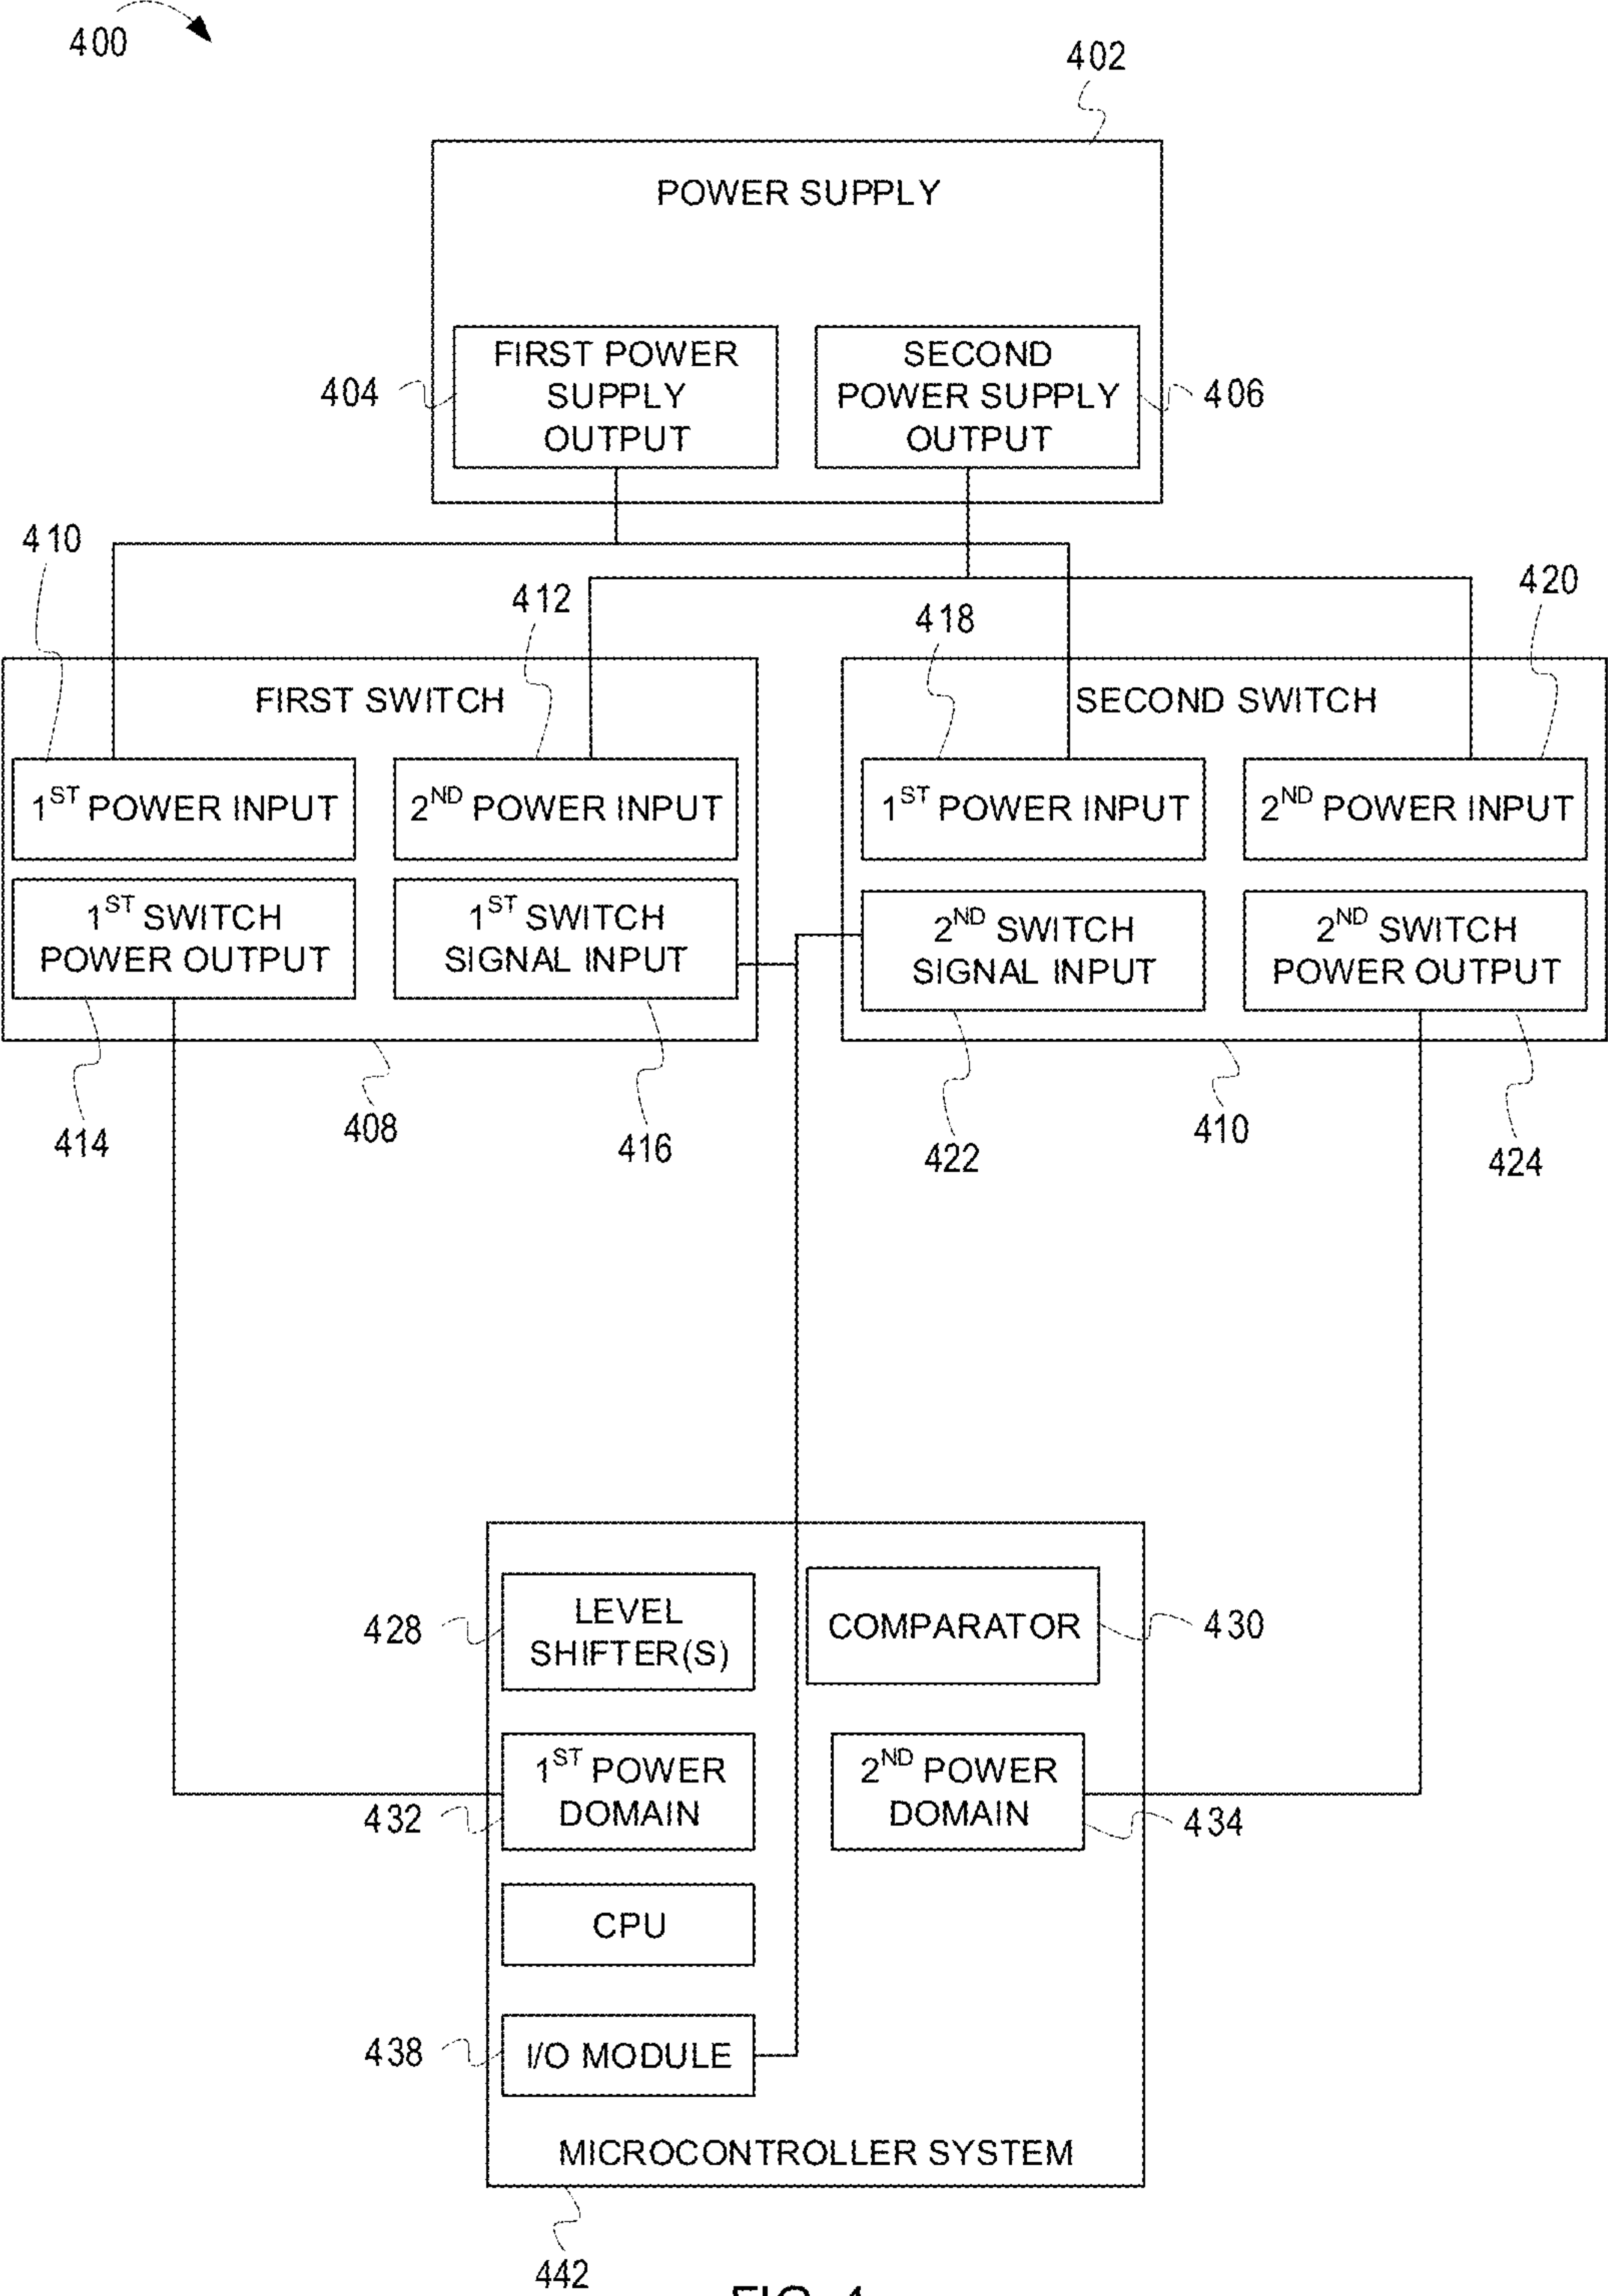 400
402
POWER SUPPLY
FIRST POWER
SUPPLY
OUTPUT
SECOND
POWER SUPPLY
OUTPUT
404
406
410
412
418
420
FIRST SWITCH
SECOND SWITCH
1ST POWER INPUT
2ND POWER INPUT
1ST POWER INPUT
2ND POWER INPUT
1ST SWITCH
POWER OUTPUT
1ST SWITCH
SIGNAL INPUT
2ND SWITCH
SIGNAL INPUT
2ND SWITCH
POWER OUTPUT
414
408
416
422
410
424
428
LEVEL
SHIFTER(S)
COMPARATOR
430
1ST POWER
DOMAIN
2ND POWER
DOMAIN
432
434
CPU
438
I/O MODULE
MICROCONTROLLER SYSTEM
442